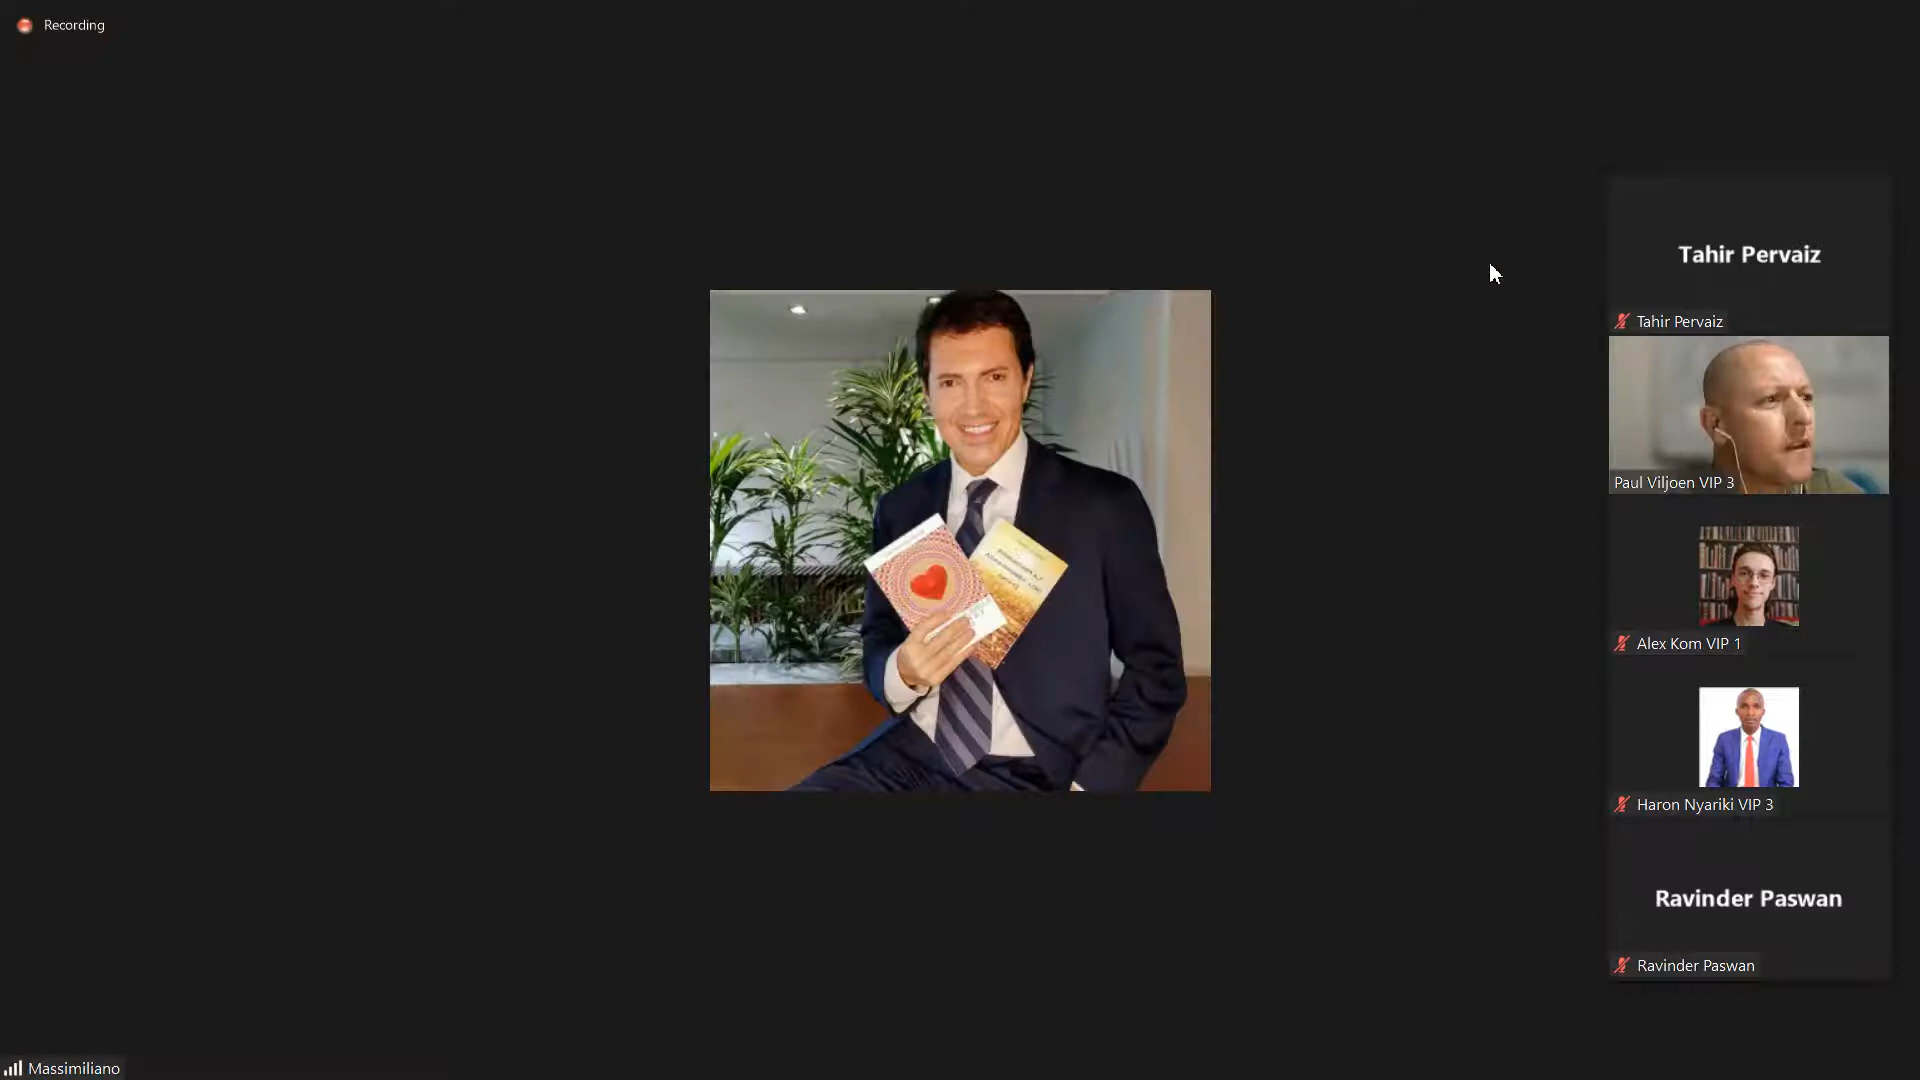 Recording
Tahir Pervaiz
Tahir Pervaiz
Paul Viljoen VIP 3
Alex Kom VIP 1
Haron Nyariki VIP 3
Ravinder Paswan
Ravinder Paswan
Massimiliano